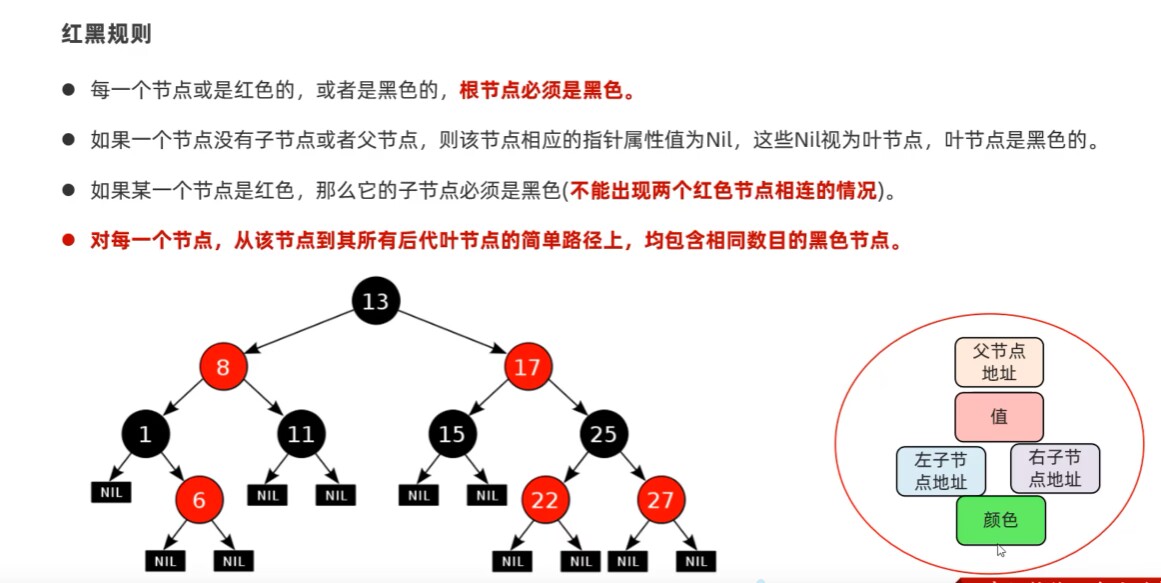 红黑规则
● 每一个节点或是红色的，或者是黑色的，根节点必须是黑色。
● 如果一个节点没有子节点或者父节点，则该节点相应的指针属性值为Nil，这些Nil视为叶节点，叶节点是黑色的。
● 如果某一个节点是红色，那么它的子节点必须是黑色(不能出现两个红色节点相连的情况)。
● 对每一个节点，从该节点到其所有后代叶节点的简单路径上，均包含相同数目的黑色节点。
13
8 17
1 11 15 25
NIL 6 NIL NIL NIL NIL 22 27
NIL NIL NIL NIL NIL NIL
父节点
地址
值
左子节
点地址
右子节
点地址
颜色